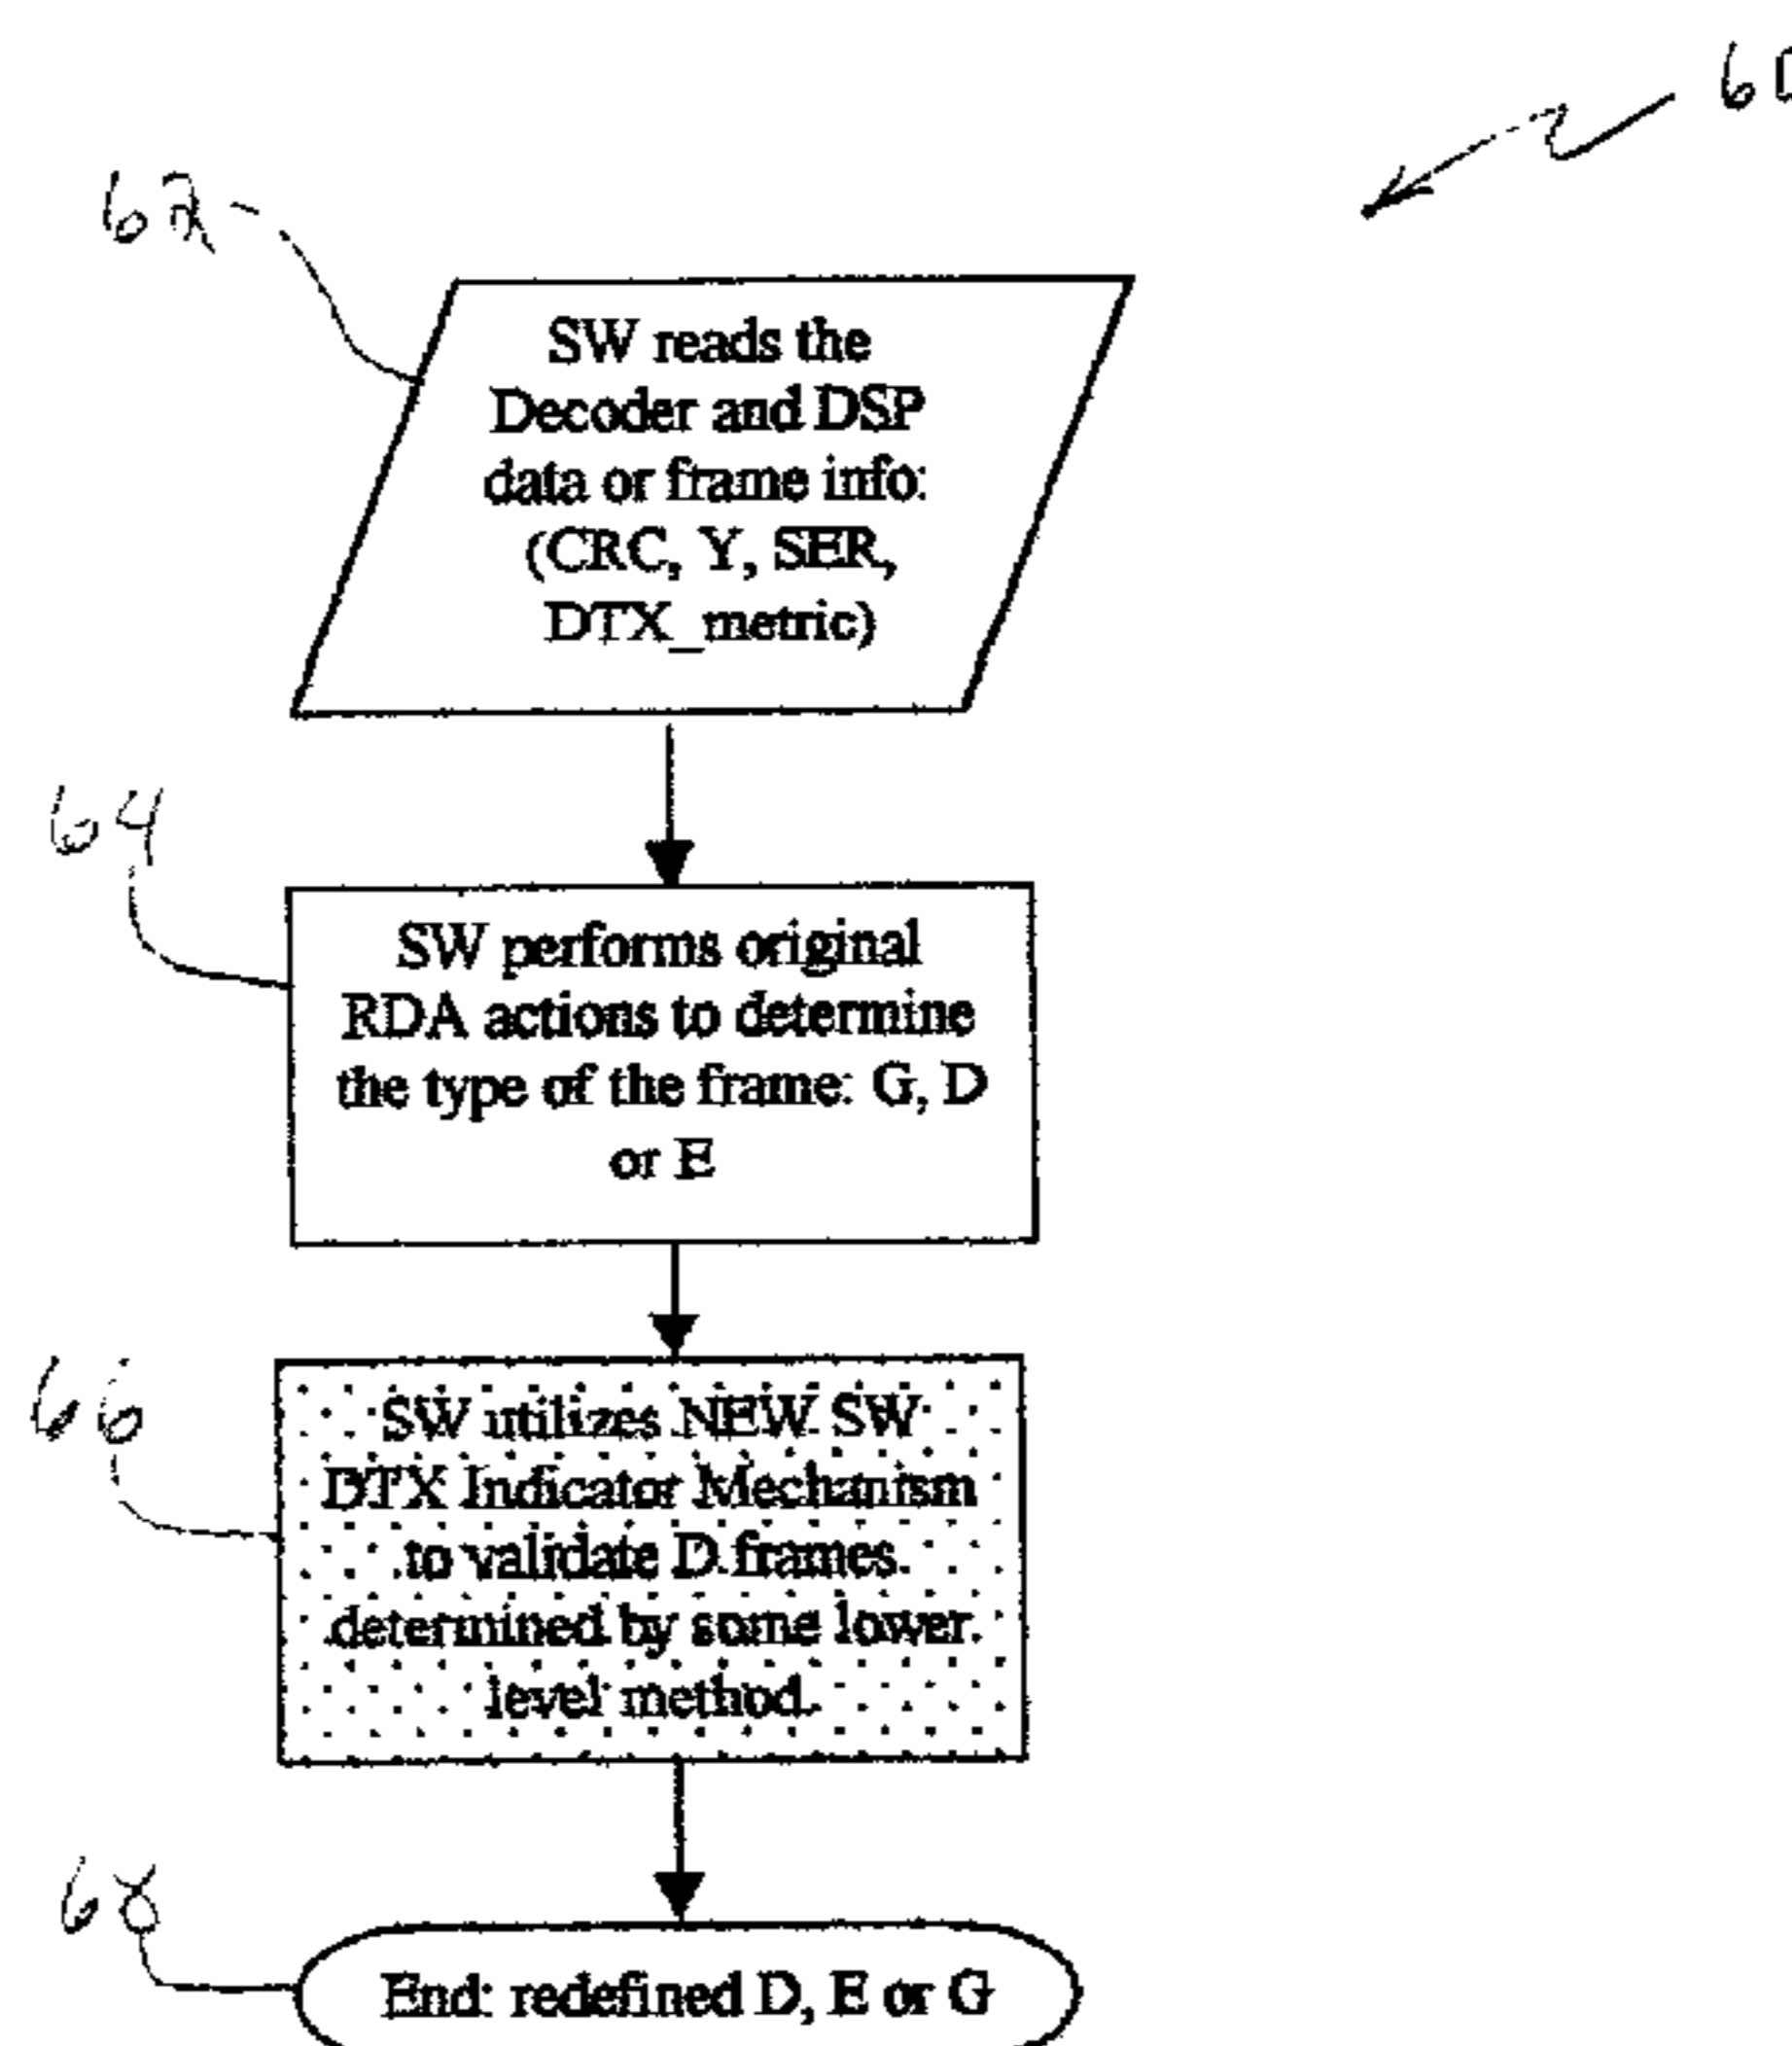 60
62
SW reads the
Decoder and DSP
data or frame info:
(CRC, Y, SER,
DTX_metric)
64
SW performs original
RDA actions to determine
the type of the frame: G, D
or E
66
SW utilizes NEW SW
DTX Indicator Mechanism
to validate D frames
determined by some lower
level method.
68
End: redefined D, E or G